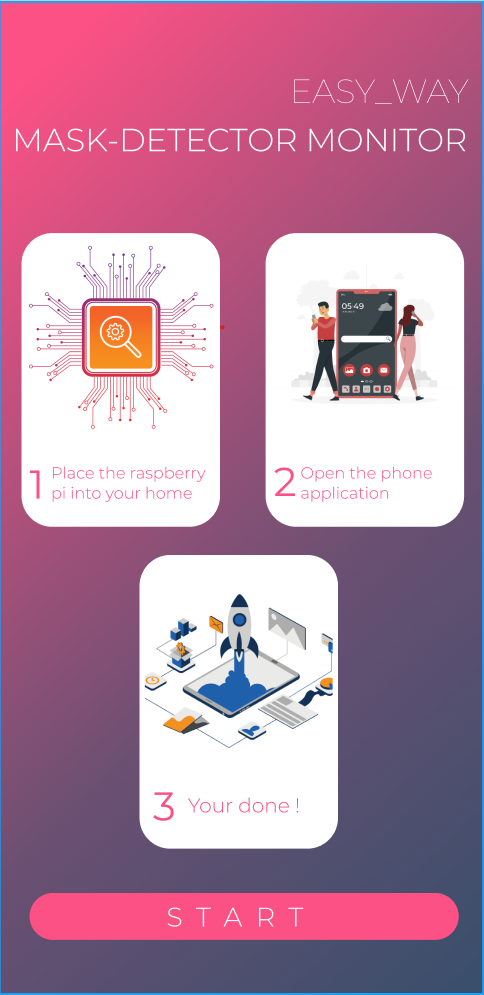 EASY_WAY
MASK-DETECTOR MONITOR
1 Place the raspberry
pi into your home
05 49
2 Open the phone
application
3 Your done !
START